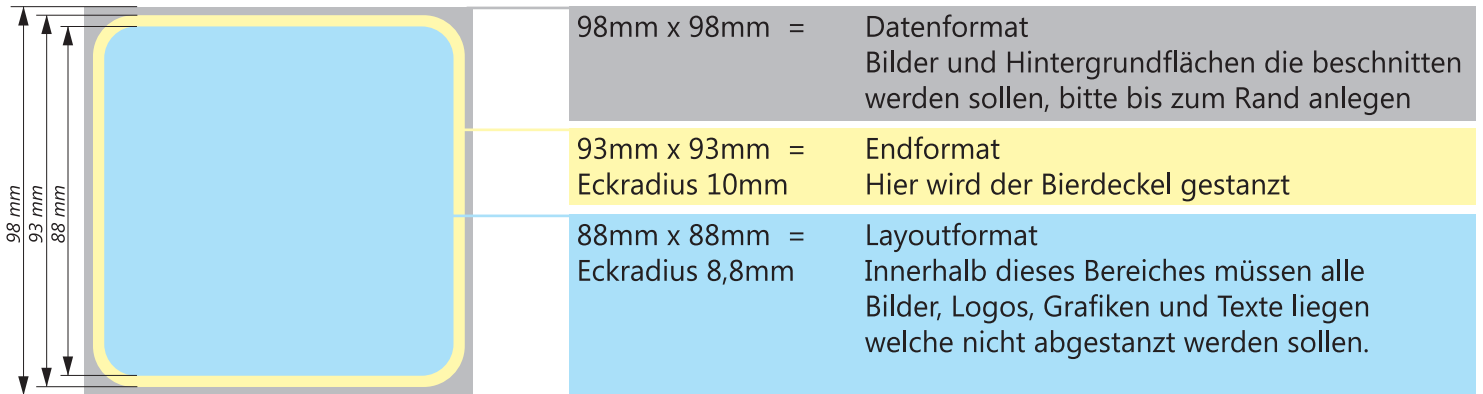 98 mm
93 mm
88 mm
98mm x 98mm = Datenformat
Bilder und Hintergrundflächen die beschnitten
werden sollen, bitte bis zum Rand anlegen
93mm x 93mm = Endformat
Eckradius 10mm Hier wird der Bierdeckel gestanzt
88mm x 88mm = Layoutformat
Eckradius 8,8mm Innerhalb dieses Bereiches müssen alle
Bilder, Logos, Grafiken und Texte liegen
welche nicht abgestanzt werden sollen.